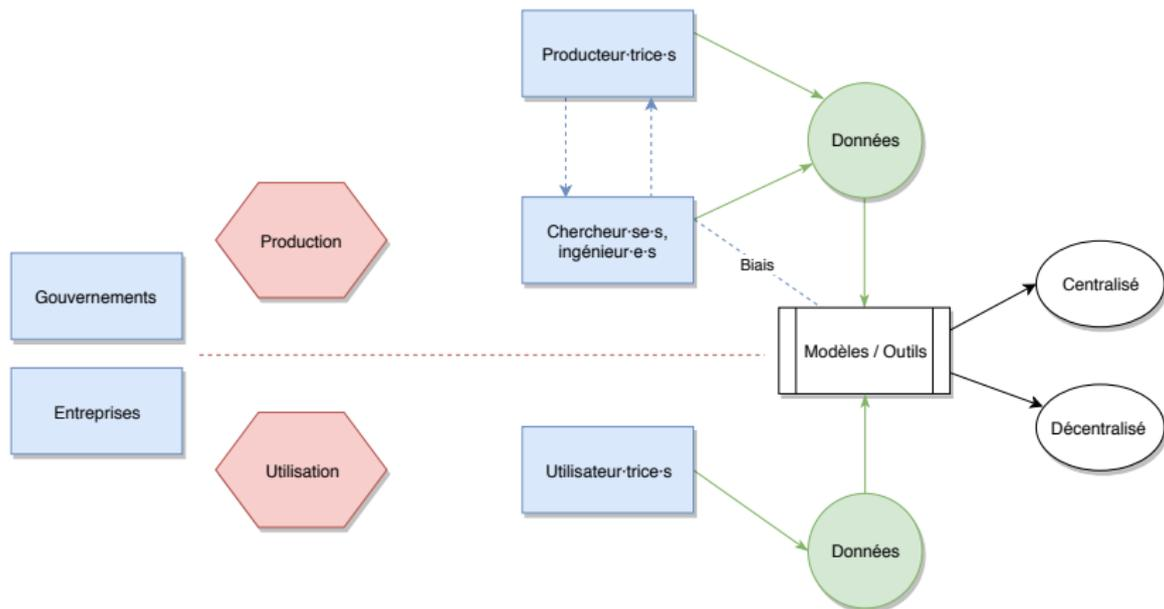 Producteur·trice·s
Données
Chercheur·se·s,
ingénieur·e·s
Production
Biais
Gouvernements
Centralisé
Modèles / Outils
Entreprises
Décentralisé
Utilisation
Utilisateur·trice·s
Données